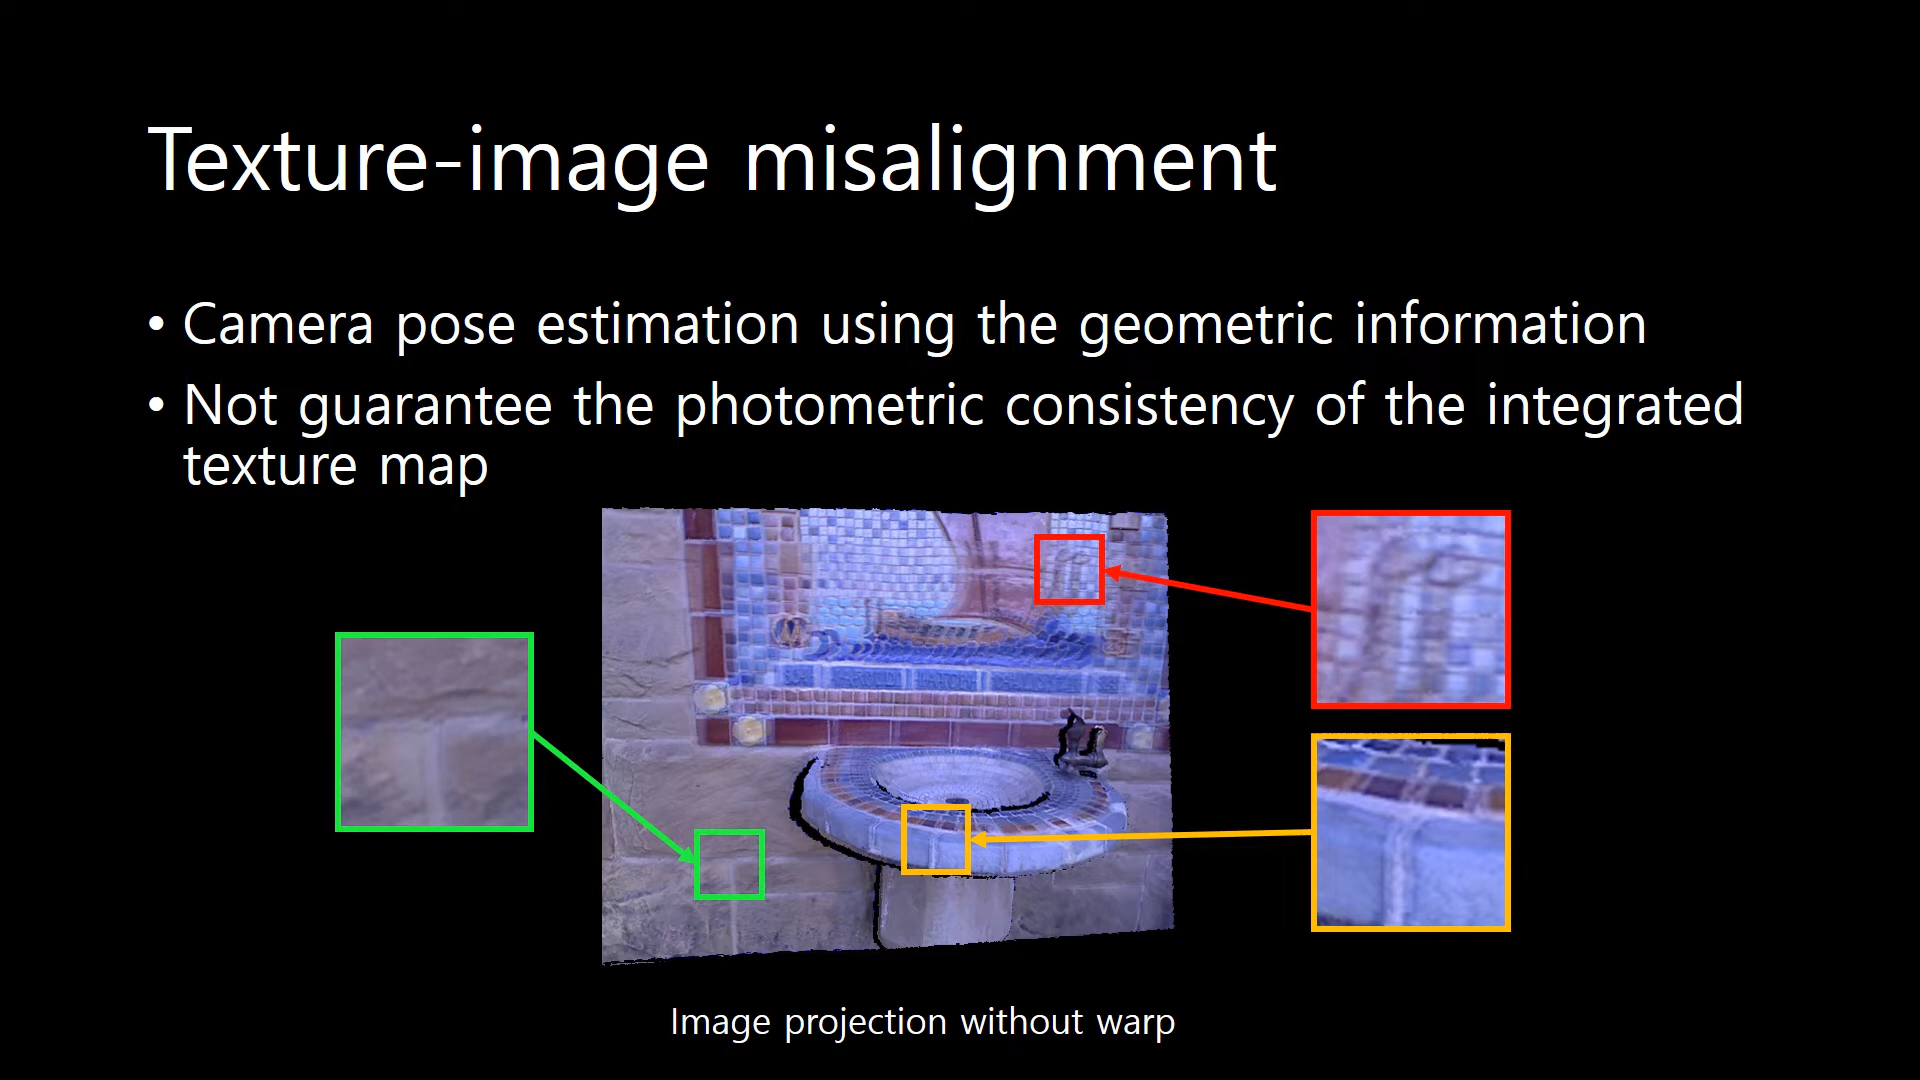 Texture-image misalignment
• Camera pose estimation using the geometric information
• Not guarantee the photometric consistency of the integrated
texture map
Image projection without warp